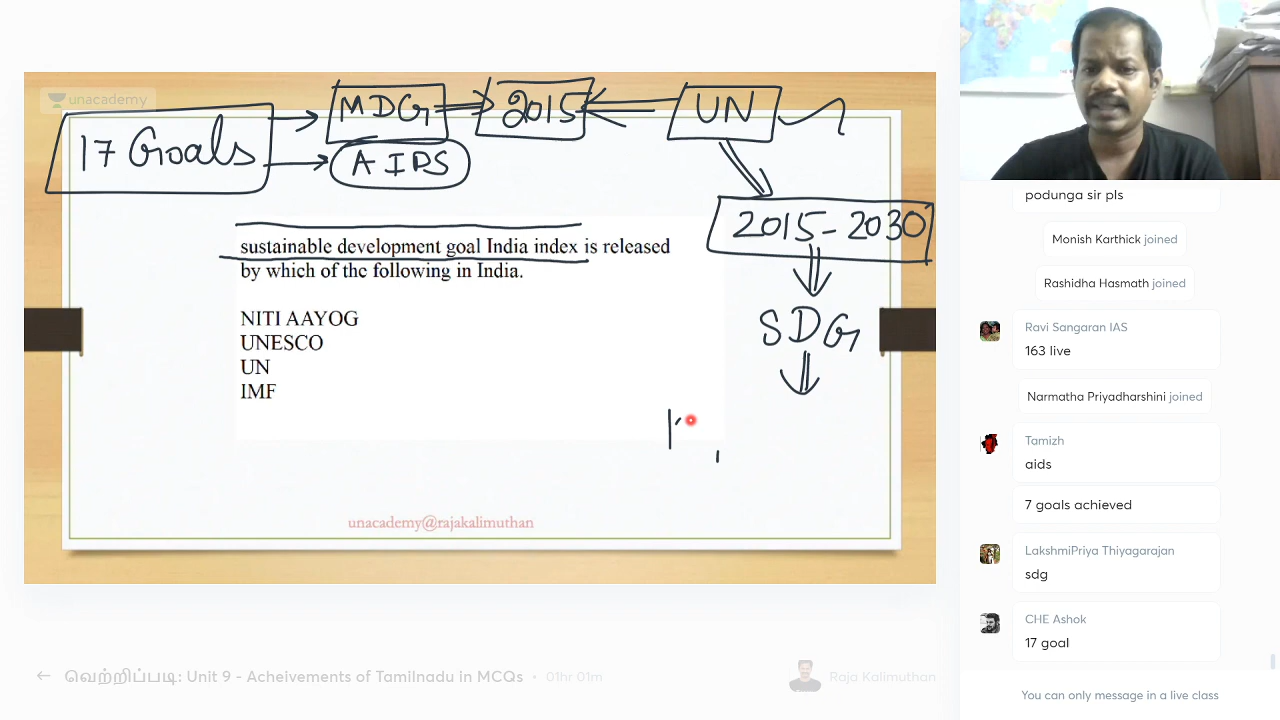 unacademy
17 Goals
MDG
2015
UN
AIDS
2015-2030
SDG
sustainable development goal India index is released
by which of the following in India.
NITI AAYOG
UNESCO
UN
IMF
unacademy@rajakalimuthan
வெற்றிப்படி: Unit 9 - Acheivements of Tamilnadu in MCQs • 01hr 01m
Raja Kalimuthan
podunga sir pls
Monish Karthick joined
Rashidha Hasmath joined
Ravi Sangaran IAS
163 live
Narmatha Priyadharshini joined
Tamizh
aids
7 goals achieved
LakshmiPriya Thiyagarajan
sdg
CHE Ashok
17 goal
You can only message in a live class